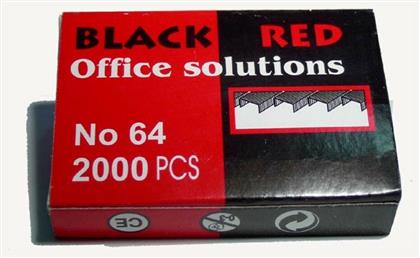 BLACK RED
Office solutions
No 64
2000 PCS
CE